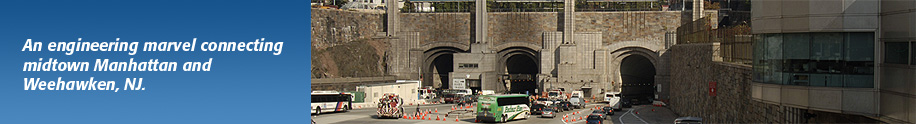 An engineering marvel connecting
midtown Manhattan and
Weehawken, NJ.